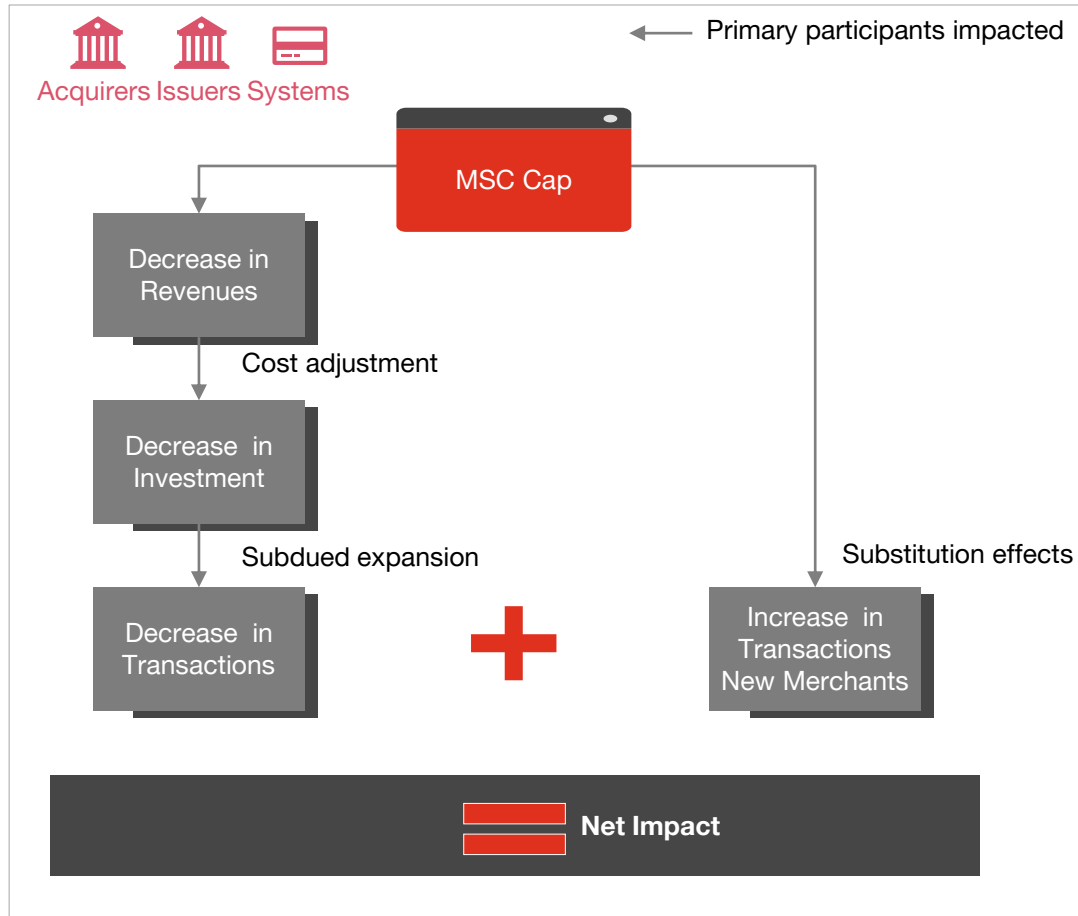 Primary participants impacted
Acquirers Issuers Systems
MSC Cap
Decrease in
Revenues
Cost adjustment
Decrease in
Investment
Subdued expansion
Substitution effects
Decrease in
Transactions
Increase in
Transactions
New Merchants
Net Impact